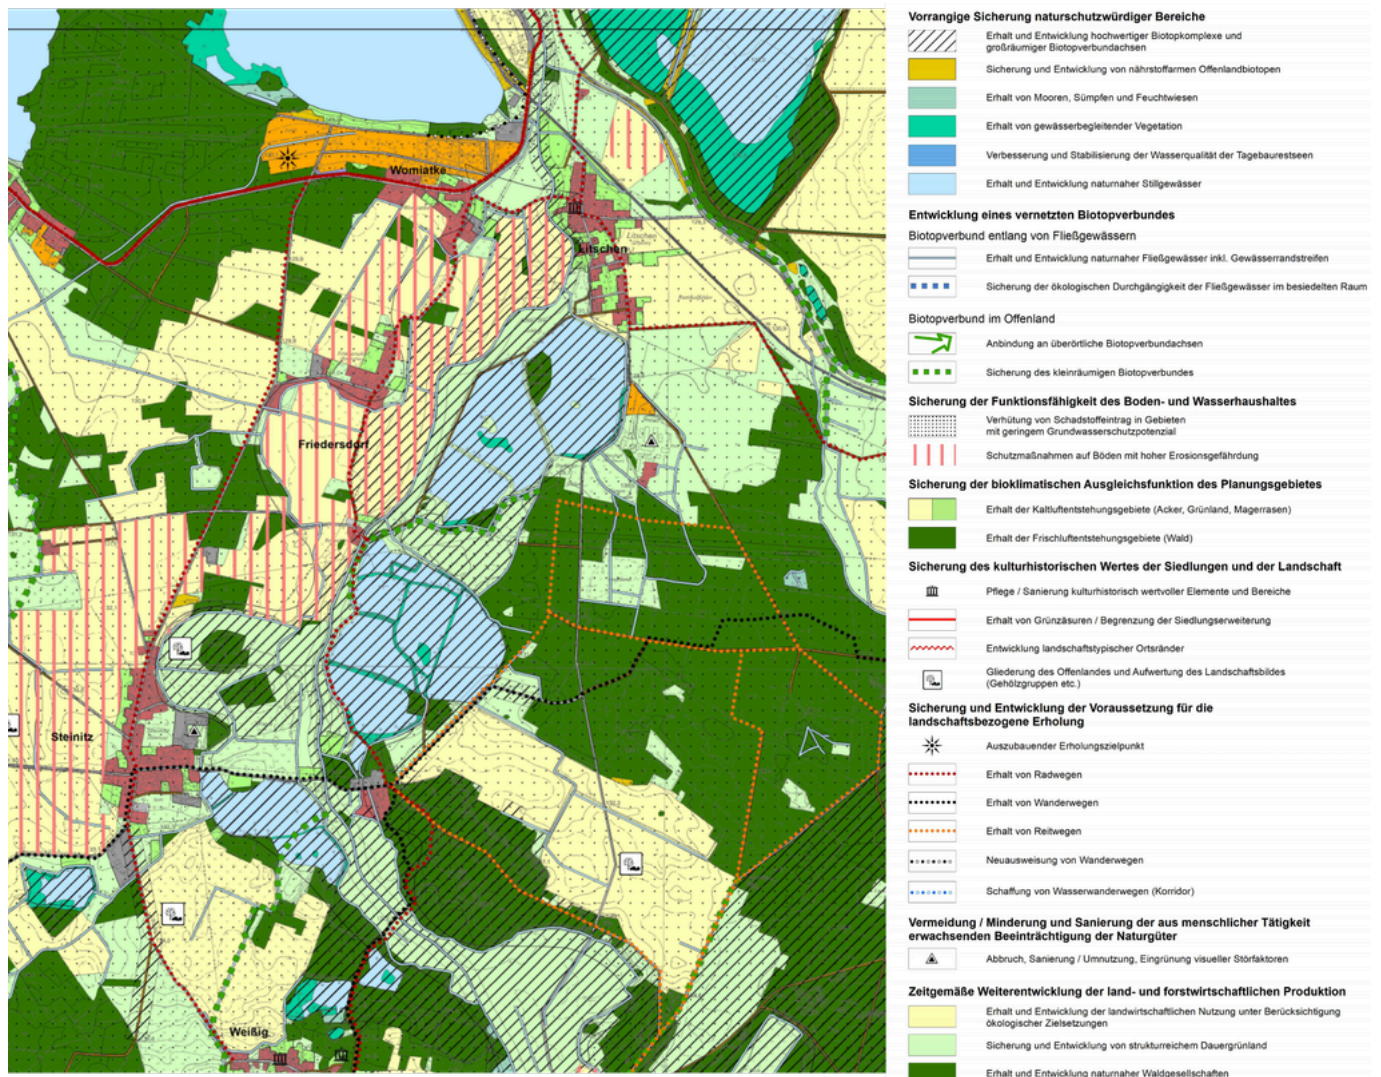 Womiatke
Litschen
Litschen
Friedersdorf
Steinitz
Weißig
Vorrangige Sicherung naturschutzwürdiger Bereiche
Erhalt und Entwicklung hochwertiger Biotopkomplexe und
großräumiger Biotopverbundachsen
Sicherung und Entwicklung von nährstoffarmen Offenlandbiotopen
Erhalt von Mooren, Sümpfen und Feuchtwiesen
Erhalt von gewässerbegleitender Vegetation
Verbesserung und Stabilisierung der Wasserqualität der Tagebaurestseen
Erhalt und Entwicklung naturnaher Stillgewässer
Entwicklung eines vernetzten Biotopverbundes
Biotopverbund entlang von Fließgewässern
Erhalt und Entwicklung naturnaher Fließgewässer inkl. Gewässerrandstreifen
Sicherung der ökologischen Durchgängigkeit der Fließgewässer im besiedelten Raum
Biotopverbund im Offenland
Anbindung an überörtliche Biotopverbundachsen
Sicherung des kleinräumigen Biotopverbundes
Sicherung der Funktionsfähigkeit des Boden- und Wasserhaushaltes
Verhütung von Schadstoffeintrag in Gebieten
mit geringem Grundwasserschutzpotenzial
Schutzmaßnahmen auf Böden mit hoher Erosionsgefährdung
Sicherung der bioklimatischen Ausgleichsfunktion des Planungsgebietes
Erhalt der Kaltluftentstehungsgebiete (Acker, Grünland, Magerrasen)
Erhalt der Frischluftentstehungsgebiete (Wald)
Sicherung des kulturhistorischen Wertes der Siedlungen und der Landschaft
Pflege / Sanierung kulturhistorisch wertvoller Elemente und Bereiche
Erhalt von Grünzäsuren / Begrenzung der Siedlungserweiterung
Entwicklung landschaftstypischer Ortsränder
Gliederung des Offenlandes und Aufwertung des Landschaftsbildes
(Gehölzgruppen etc.)
Sicherung und Entwicklung der Voraussetzung für die
landschaftsbezogene Erholung
Auszubauender Erholungszielpunkt
Erhalt von Radwegen
Erhalt von Wanderwegen
Erhalt von Reitwegen
Neuausweisung von Wanderwegen
Schaffung von Wasserwanderwegen (Korridor)
Vermeidung / Minderung und Sanierung der aus menschlicher Tätigkeit
erwachsenden Beeinträchtigung der Naturgüter
Abbruch, Sanierung / Umnutzung, Eingrünung visueller Störfaktoren
Zeitgemäße Weiterentwicklung der land- und forstwirtschaftlichen Produktion
Erhalt und Entwicklung der landwirtschaftlichen Nutzung unter Berücksichtigung
ökologischer Zielsetzungen
Sicherung und Entwicklung von strukturreichem Dauergrünland
Erhalt und Entwicklung naturnaher Waldgesellschaften